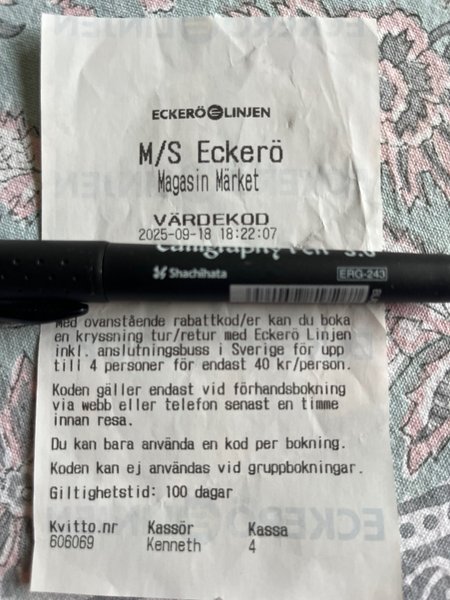 ECKERÖ LINJEN
M/S Eckerö
Magasin Märket
VÄRDEKOD
2025-09-18 18:22:07
Calligraphy Pen 3.0
Shachihata
ERG-243
Med ovanstående rabattkod/er kan du boka
en kryssning tur/retur med Eckerö Linjen
inkl. anslutningsbuss i Sverige för upp
till 4 personer för endast 40 kr/person.
Koden gäller endast vid förhandsbokning
via webb eller telefon senast en timme
innan resa.
Du kan bara använda en kod per bokning.
Koden kan ej användas vid gruppbokningar.
Giltighetstid: 100 dagar
Kvitto.nr Kassör Kassa
606069 Kenneth 4